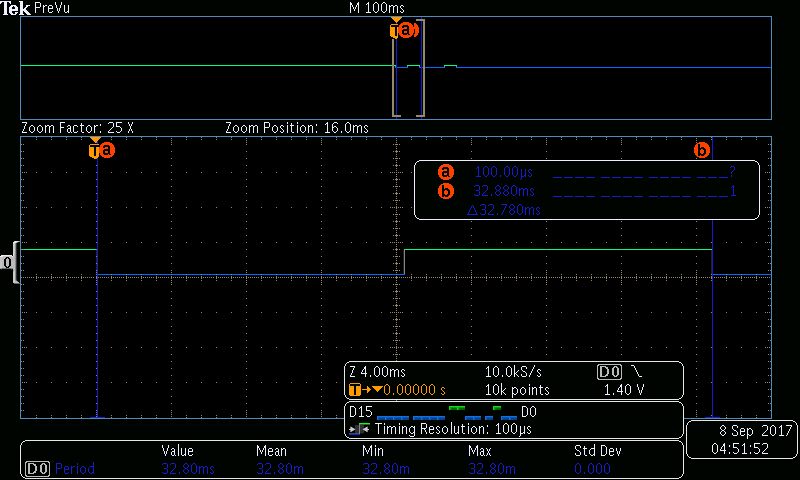 Tek PreVu M 100ms
T a
Zoom Factor: 25 X Zoom Position: 16.0ms
T a b
a 100.00µs ?
b 32.880ms 1
△32.780ms
0
Z 4.00ms 10.0kS/s D0
T→▼0.00000 s 10k points 1.40 V
D15 D0
Timing Resolution: 100µs
8 Sep 2017
04:51:52
Value Mean Min Max Std Dev
D0 Period 32.80ms 32.80m 32.80m 32.80m 0.000